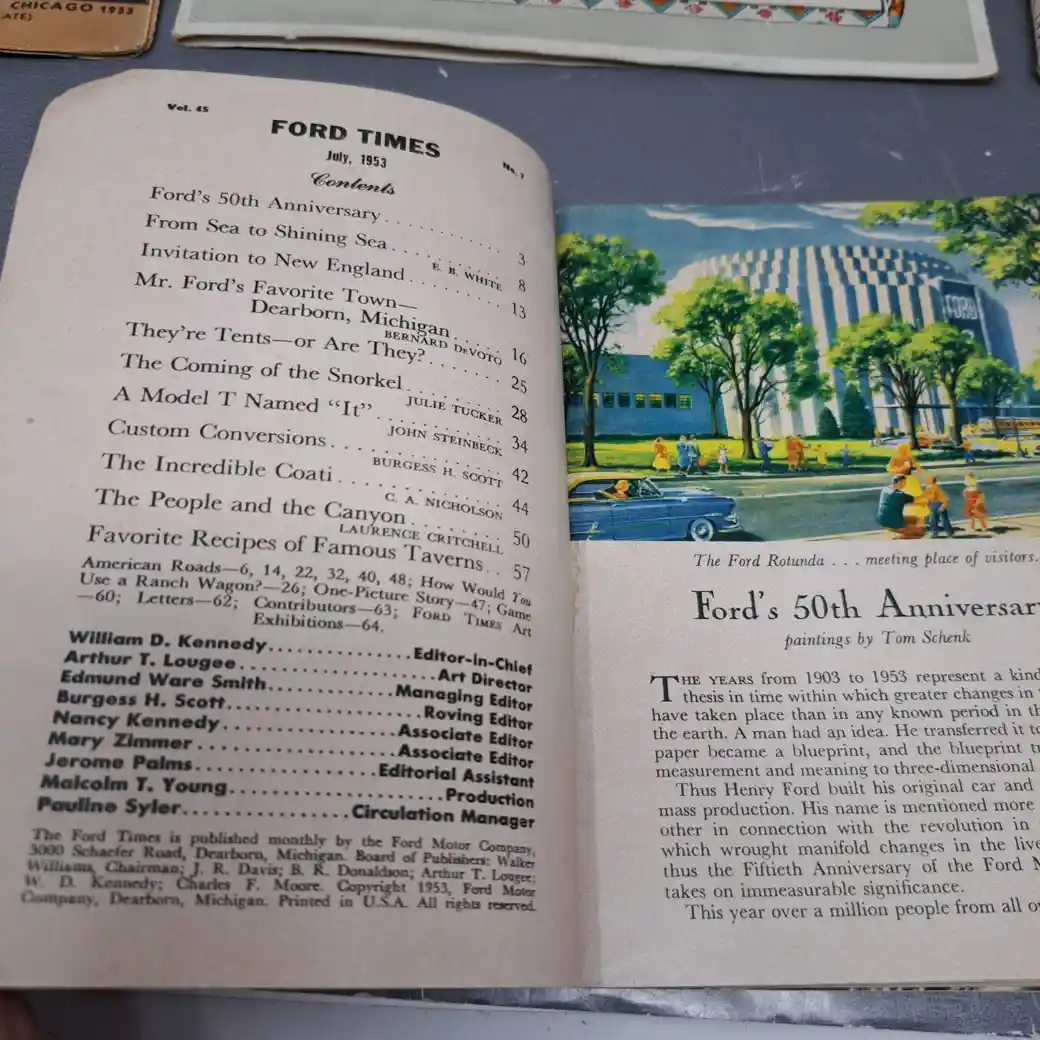 CHICAGO 1933
ATE)
Vol. 45
No. 7
FORD TIMES
July, 1953
Contents
Ford's 50th Anniversary. . . . . . . . . . . . 3
From Sea to Shining Sea. . . . . . . . . . . 8
E. B. WHITE
Invitation to New England. . . . . . . . . . 13
Mr. Ford's Favorite Town—
Dearborn, Michigan. . . . . . 16
BERNARD DEVOTO
They're Tents—or Are They?. . . . . . . . 25
The Coming of the Snorkel. . . . . . . . . . 28
JULIE TUCKER
A Model T Named "It". . . . . . . . . . . . 34
JOHN STEINBECK
Custom Conversions. . . . . . . . . . . . . . 42
BURGESS H. SCOTT
The Incredible Coati. . . . . . . . . . . . . . 44
C. A. NICHOLSON
The People and the Canyon. . . . . . . . . 50
LAURENCE CRITCHELL
Favorite Recipes of Famous Taverns. . 57
American Roads—6, 14, 22, 32, 40, 48; How Would You
Use a Ranch Wagon?—26; One-Picture Story—47; Game
—60; Letters—62; Contributors—63; FORD TIMES Art
Exhibitions—64.
William D. Kennedy. . . . . . . . . . . . . . .Editor-in-Chief
Arthur T. Lougee. . . . . . . . . . . . . . . . . .Art Director
Edmund Ware Smith. . . . . . . . . . . .Managing Editor
Burgess H. Scott. . . . . . . . . . . . . . . . . .Roving Editor
Nancy Kennedy. . . . . . . . . . . . . . . .Associate Editor
Mary Zimmer. . . . . . . . . . . . . . . . . .Associate Editor
Jerome Palms. . . . . . . . . . . . . . . .Editorial Assistant
Malcolm T. Young. . . . . . . . . . . . . . . . . . .Production
Pauline Syler. . . . . . . . . . . . . . .Circulation Manager
The Ford Times is published monthly by the Ford Motor Company,
3000 Schaefer Road, Dearborn, Michigan. Board of Publishers: Walker
Williams, Chairman; J. R. Davis; B. R. Donaldson; Arthur T. Lougee;
W. D. Kennedy; Charles F. Moore. Copyright 1953, Ford Motor
Company, Dearborn, Michigan. Printed in U.S.A. All rights reserved.
FORD
The Ford Rotunda . . . meeting place of visitors.
Ford's 50th Anniversary
paintings by Tom Schenk
THE YEARS from 1903 to 1953 represent a kind
thesis in time within which greater changes in
have taken place than in any known period in th
the earth. A man had an idea. He transferred it to
paper became a blueprint, and the blueprint tr
measurement and meaning to three-dimensional
Thus Henry Ford built his original car and
mass production. His name is mentioned more
other in connection with the revolution in
which wrought manifold changes in the live
thus the Fiftieth Anniversary of the Ford M
takes on immeasurable significance.
This year over a million people from all ov